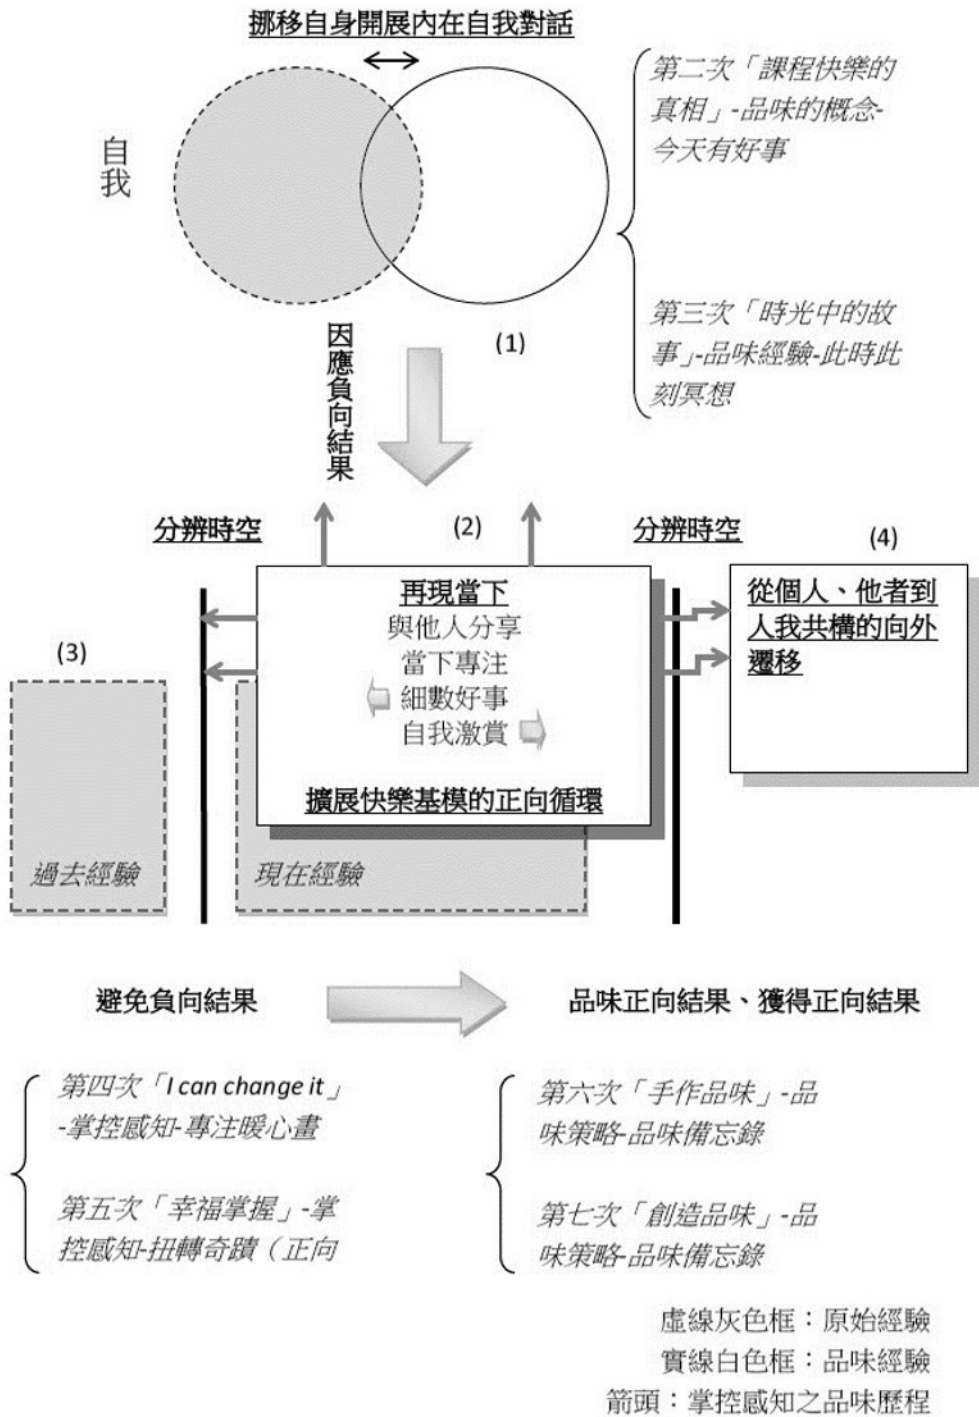 挪移自身開展內在自我對話
自我
第二次「課程快樂的
真相」-品味的概念-
今天有好事
第三次「時光中的故
事」-品味經驗-此時此
刻冥想
因應負向結果
(1)
分辨時空
(2)
分辨時空
(4)
再現當下
與他人分享
當下專注
細數好事
自我激賞
擴展快樂基模的正向循環
從個人、他者到
人我共構的向外
遷移
(3)
過去經驗
現在經驗
避免負向結果
品味正向結果、獲得正向結果
第四次「I can change it」
-掌控感知-專注暖心畫
第五次「幸福掌握」-掌
控感知-扭轉奇蹟（正向
第六次「手作品味」-品
味策略-品味備忘錄
第七次「創造品味」-品
味策略-品味備忘錄
虛線灰色框：原始經驗
實線白色框：品味經驗
箭頭：掌控感知之品味歷程